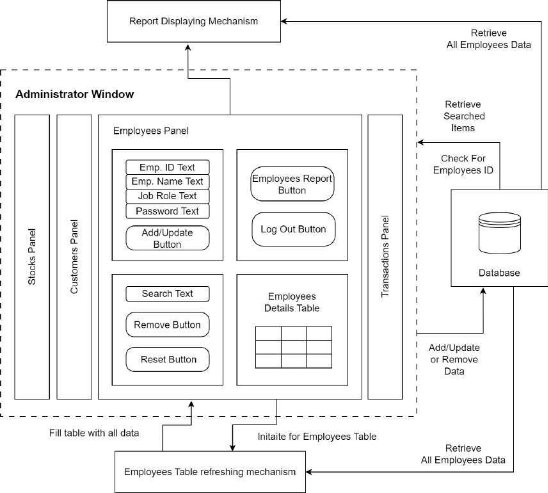 Report Displaying Mechanism
Retrieve
All Employees Data
Administrator Window
Retrieve
Searched
Items
Check For
Employees ID
Stocks Panel
Customers Panel
Employees Panel
Emp. ID Text
Emp. Name Text
Job Role Text
Password Text
Add/Update
Button
Employees Report
Button
Log Out Button
Search Text
Remove Button
Reset Button
Employees
Details Table
Transactions Panel
Database
Add/Update
or Remove
Data
Fill table with all data
Initaite for Employees Table
Retrieve
All Employees Data
Employees Table refreshing mechanism